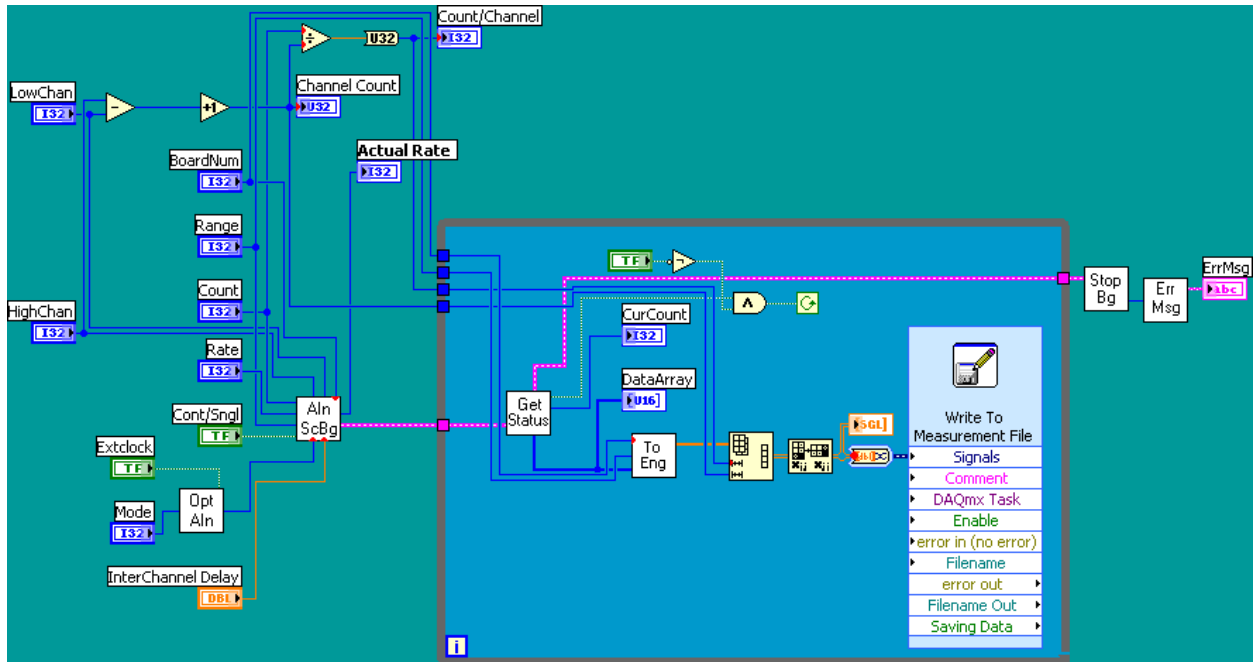 Count/Channel
I32
÷
U32
Channel Count
U32
LowChan
I32
-
+1
Actual Rate
I32
BoardNum
I32
Range
I32
Count
I32
HighChan
I32
Rate
I32
Cont/Sngl
TF
AIn
ScBg
Extclock
TF
Opt
AIn
Mode
I32
InterChannel Delay
DBL
TF
CurCount
I32
DataArray
U16]
Get
Status
To
Eng
SGL]
Write To
Measurement File
Signals
Comment
DAQmx Task
Enable
error in (no error)
Filename
error out
Filename Out
Saving Data
i
Stop
Bg
Err
Msg
ErrMsg
abc